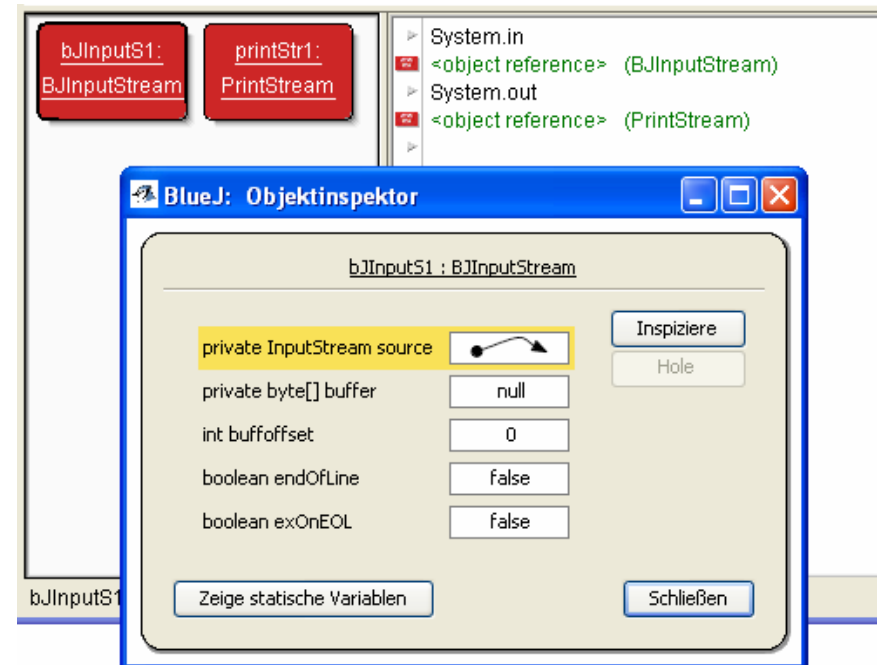 bJInputS1:
BJInputStream
printStr1:
PrintStream
System.in
<object reference> (BJInputStream)
System.out
<object reference> (PrintStream)
BlueJ: Objektinspektor
bJInputS1 : BJInputStream
private InputStream source
Inspiziere
Hole
private byte[] buffer null
int buffoffset 0
boolean endOfLine false
boolean exOnEOL false
bJInputS1
Zeige statische Variablen
Schließen